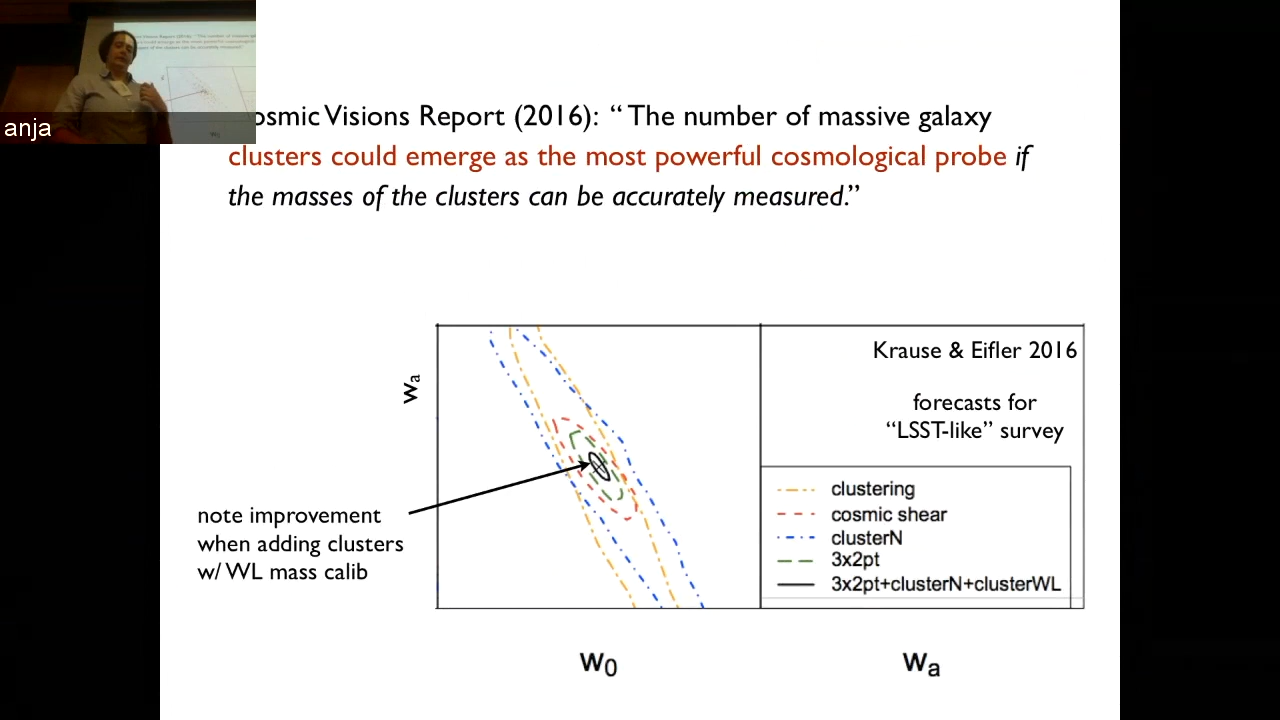 anja
osmic Visions Report (2016): “ The number of massive galaxy
clusters could emerge as the most powerful cosmological probe if
the masses of the clusters can be accurately measured.”
wa
Krause & Eifler 2016
forecasts for
“LSST-like” survey
clustering
cosmic shear
clusterN
3x2pt
3x2pt+clusterN+clusterWL
note improvement
when adding clusters
w/ WL mass calib
w0
wa